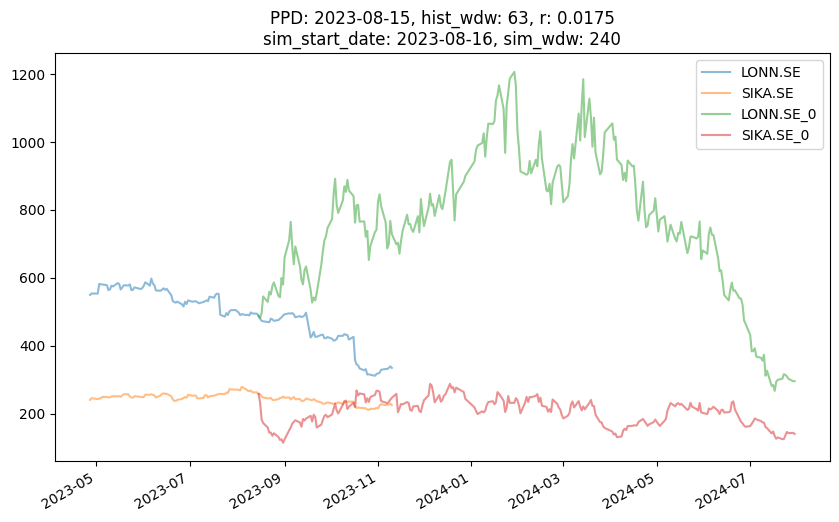 PPD: 2023-08-15, hist_wdw: 63, r: 0.0175
sim_start_date: 2023-08-16, sim_wdw: 240
LONN.SE
SIKA.SE
LONN.SE_0
SIKA.SE_0
1200
1000
800
600
400
200
2023-05
2023-07
2023-09
2023-11
2024-01
2024-03
2024-05
2024-07